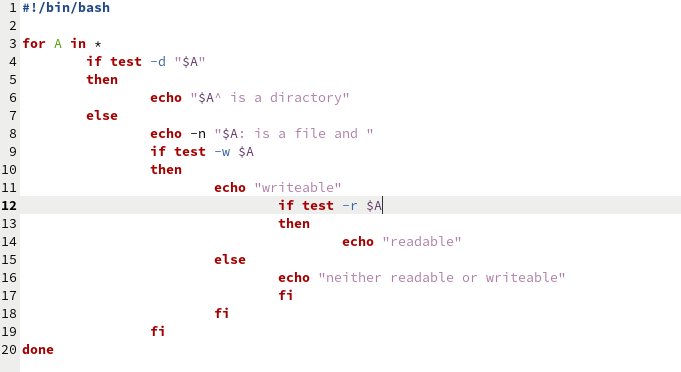 1 #!/bin/bash
2
3 for A in *
4         if test -d "$A"
5         then
6                 echo "$A^ is a diractory"
7         else
8                 echo -n "$A: is a file and "
9                 if test -w $A
10                 then
11                         echo "writeable"
12                                 if test -r $A
13                                 then
14                                         echo "readable"
15                         else
16                                 echo "neither readable or writeable"
17                                 fi
18                         fi
19                 fi
20 done